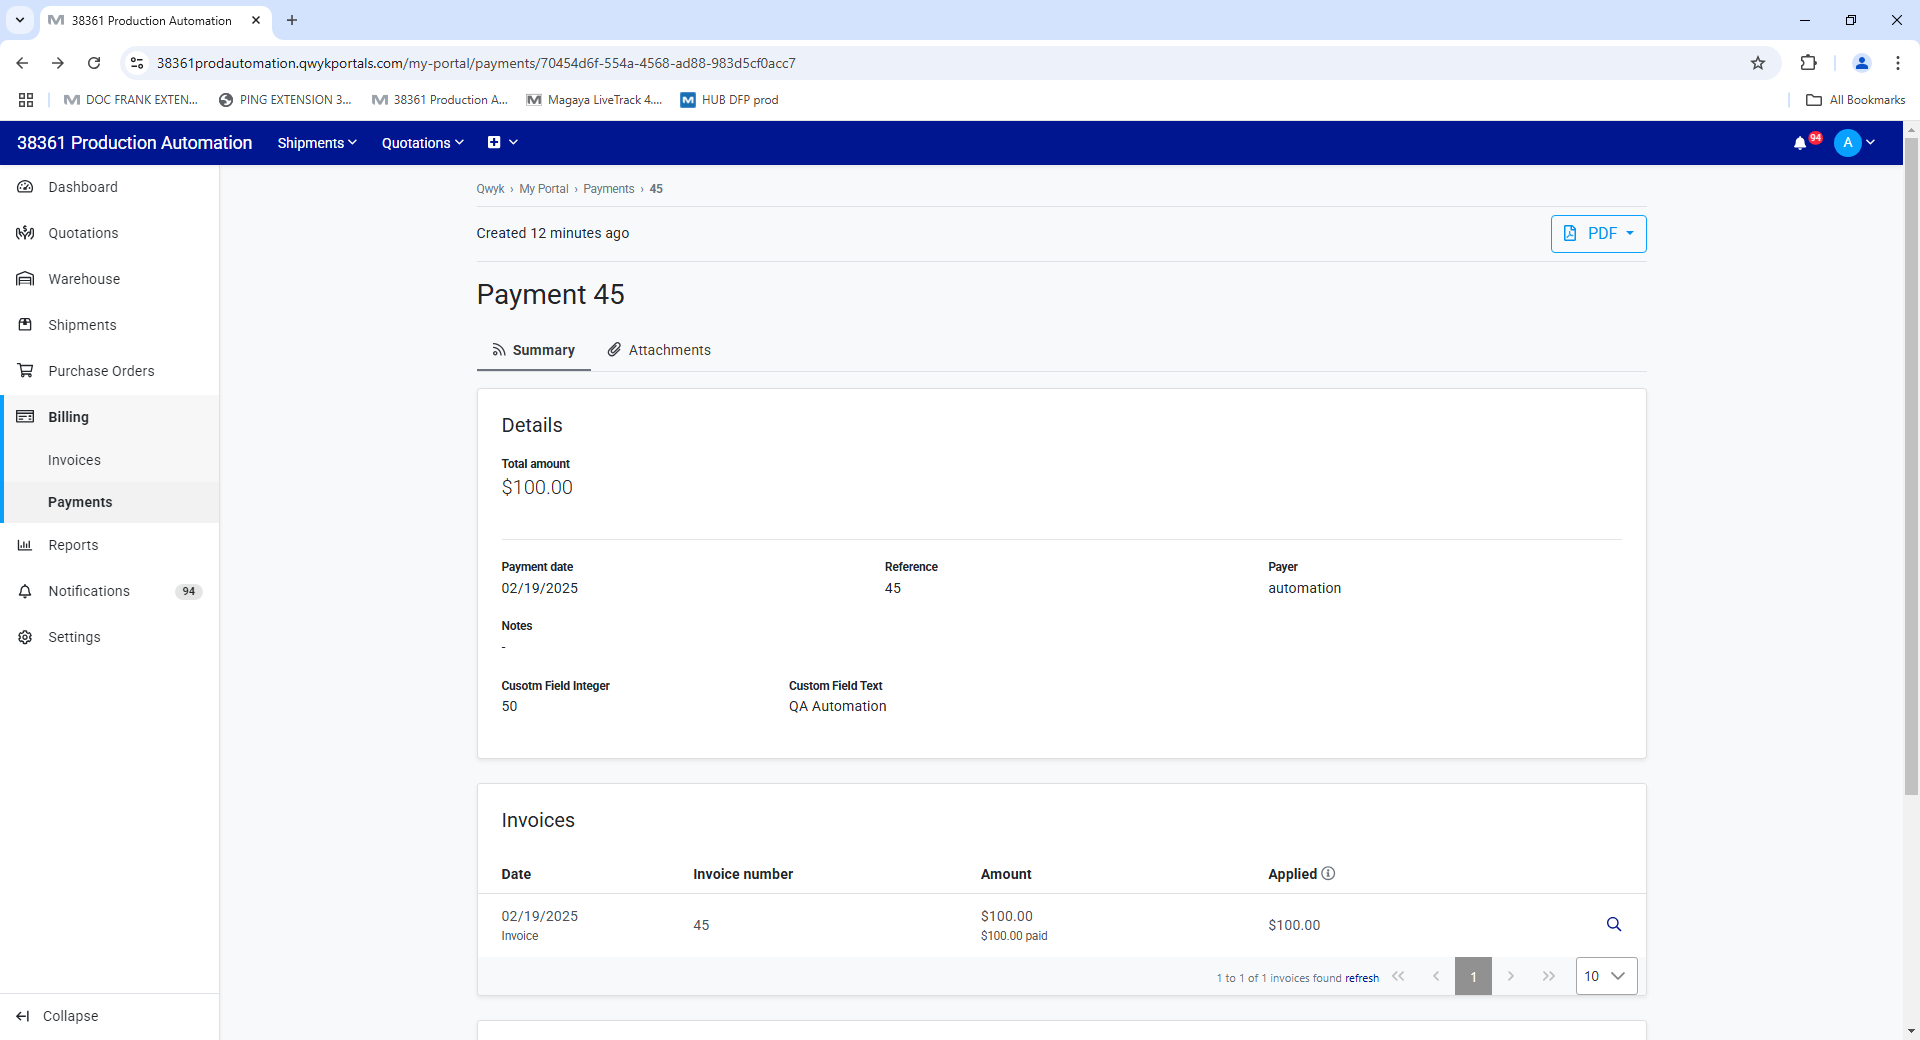 38361 Production Automation
38361prodautomation.qwykportals.com/my-portal/payments/70454d6f-554a-4568-ad88-983d5cf0acc7
DOC FRANK EXTEN...
PING EXTENSION 3...
38361 Production A...
Magaya LiveTrack 4....
HUB DFP prod
All Bookmarks
38361 Production Automation
Shipments
Quotations
94
A
Dashboard
Quotations
Warehouse
Shipments
Purchase Orders
Billing
Invoices
Payments
Reports
Notifications 94
Settings
Collapse
Qwyk › My Portal › Payments › 45
Created 12 minutes ago
PDF
Payment 45
Summary
Attachments
Details
Total amount
$100.00
Payment date Reference Payer
02/19/2025 45 automation
Notes
-
Cusotm Field Integer Custom Field Text
50 QA Automation
Invoices
Date Invoice number Amount Applied
02/19/2025 $100.00
45 $100.00
Invoice $100.00 paid
1 to 1 of 1 invoices found refresh 1 10